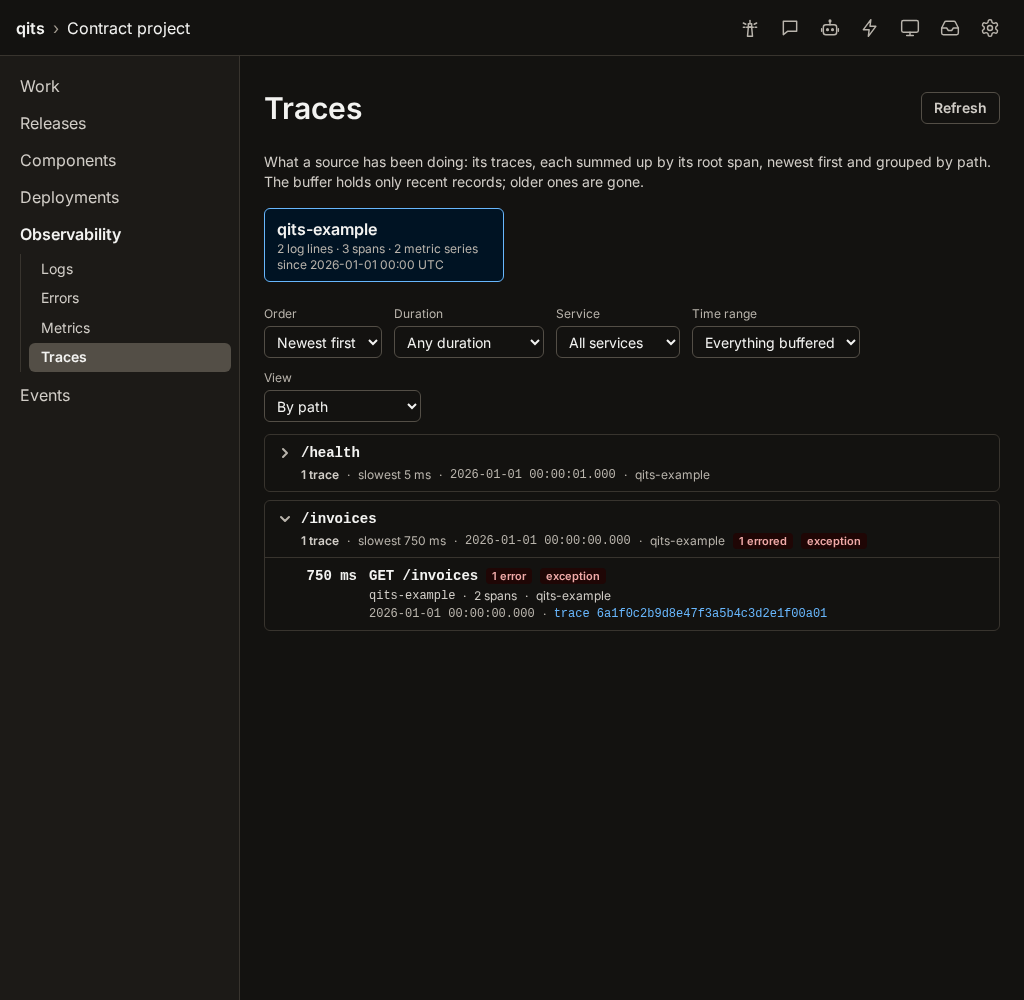 qits › Contract project
Work
Releases
Components
Deployments
Observability
Logs
Errors
Metrics
Traces
Events
Traces
Refresh
What a source has been doing: its traces, each summed up by its root span, newest first and grouped by path.
The buffer holds only recent records; older ones are gone.
qits-example
2 log lines · 3 spans · 2 metric series
since 2026-01-01 00:00 UTC
Order Duration Service Time range
Newest first Any duration All services Everything buffered
View
By path
/health
1 trace · slowest 5 ms · 2026-01-01 00:00:01.000 · qits-example
/invoices
1 trace · slowest 750 ms · 2026-01-01 00:00:00.000 · qits-example 1 errored exception
750 ms GET /invoices 1 error exception
qits-example · 2 spans · qits-example
2026-01-01 00:00:00.000 · trace 6a1f0c2b9d8e47f3a5b4c3d2e1f00a01